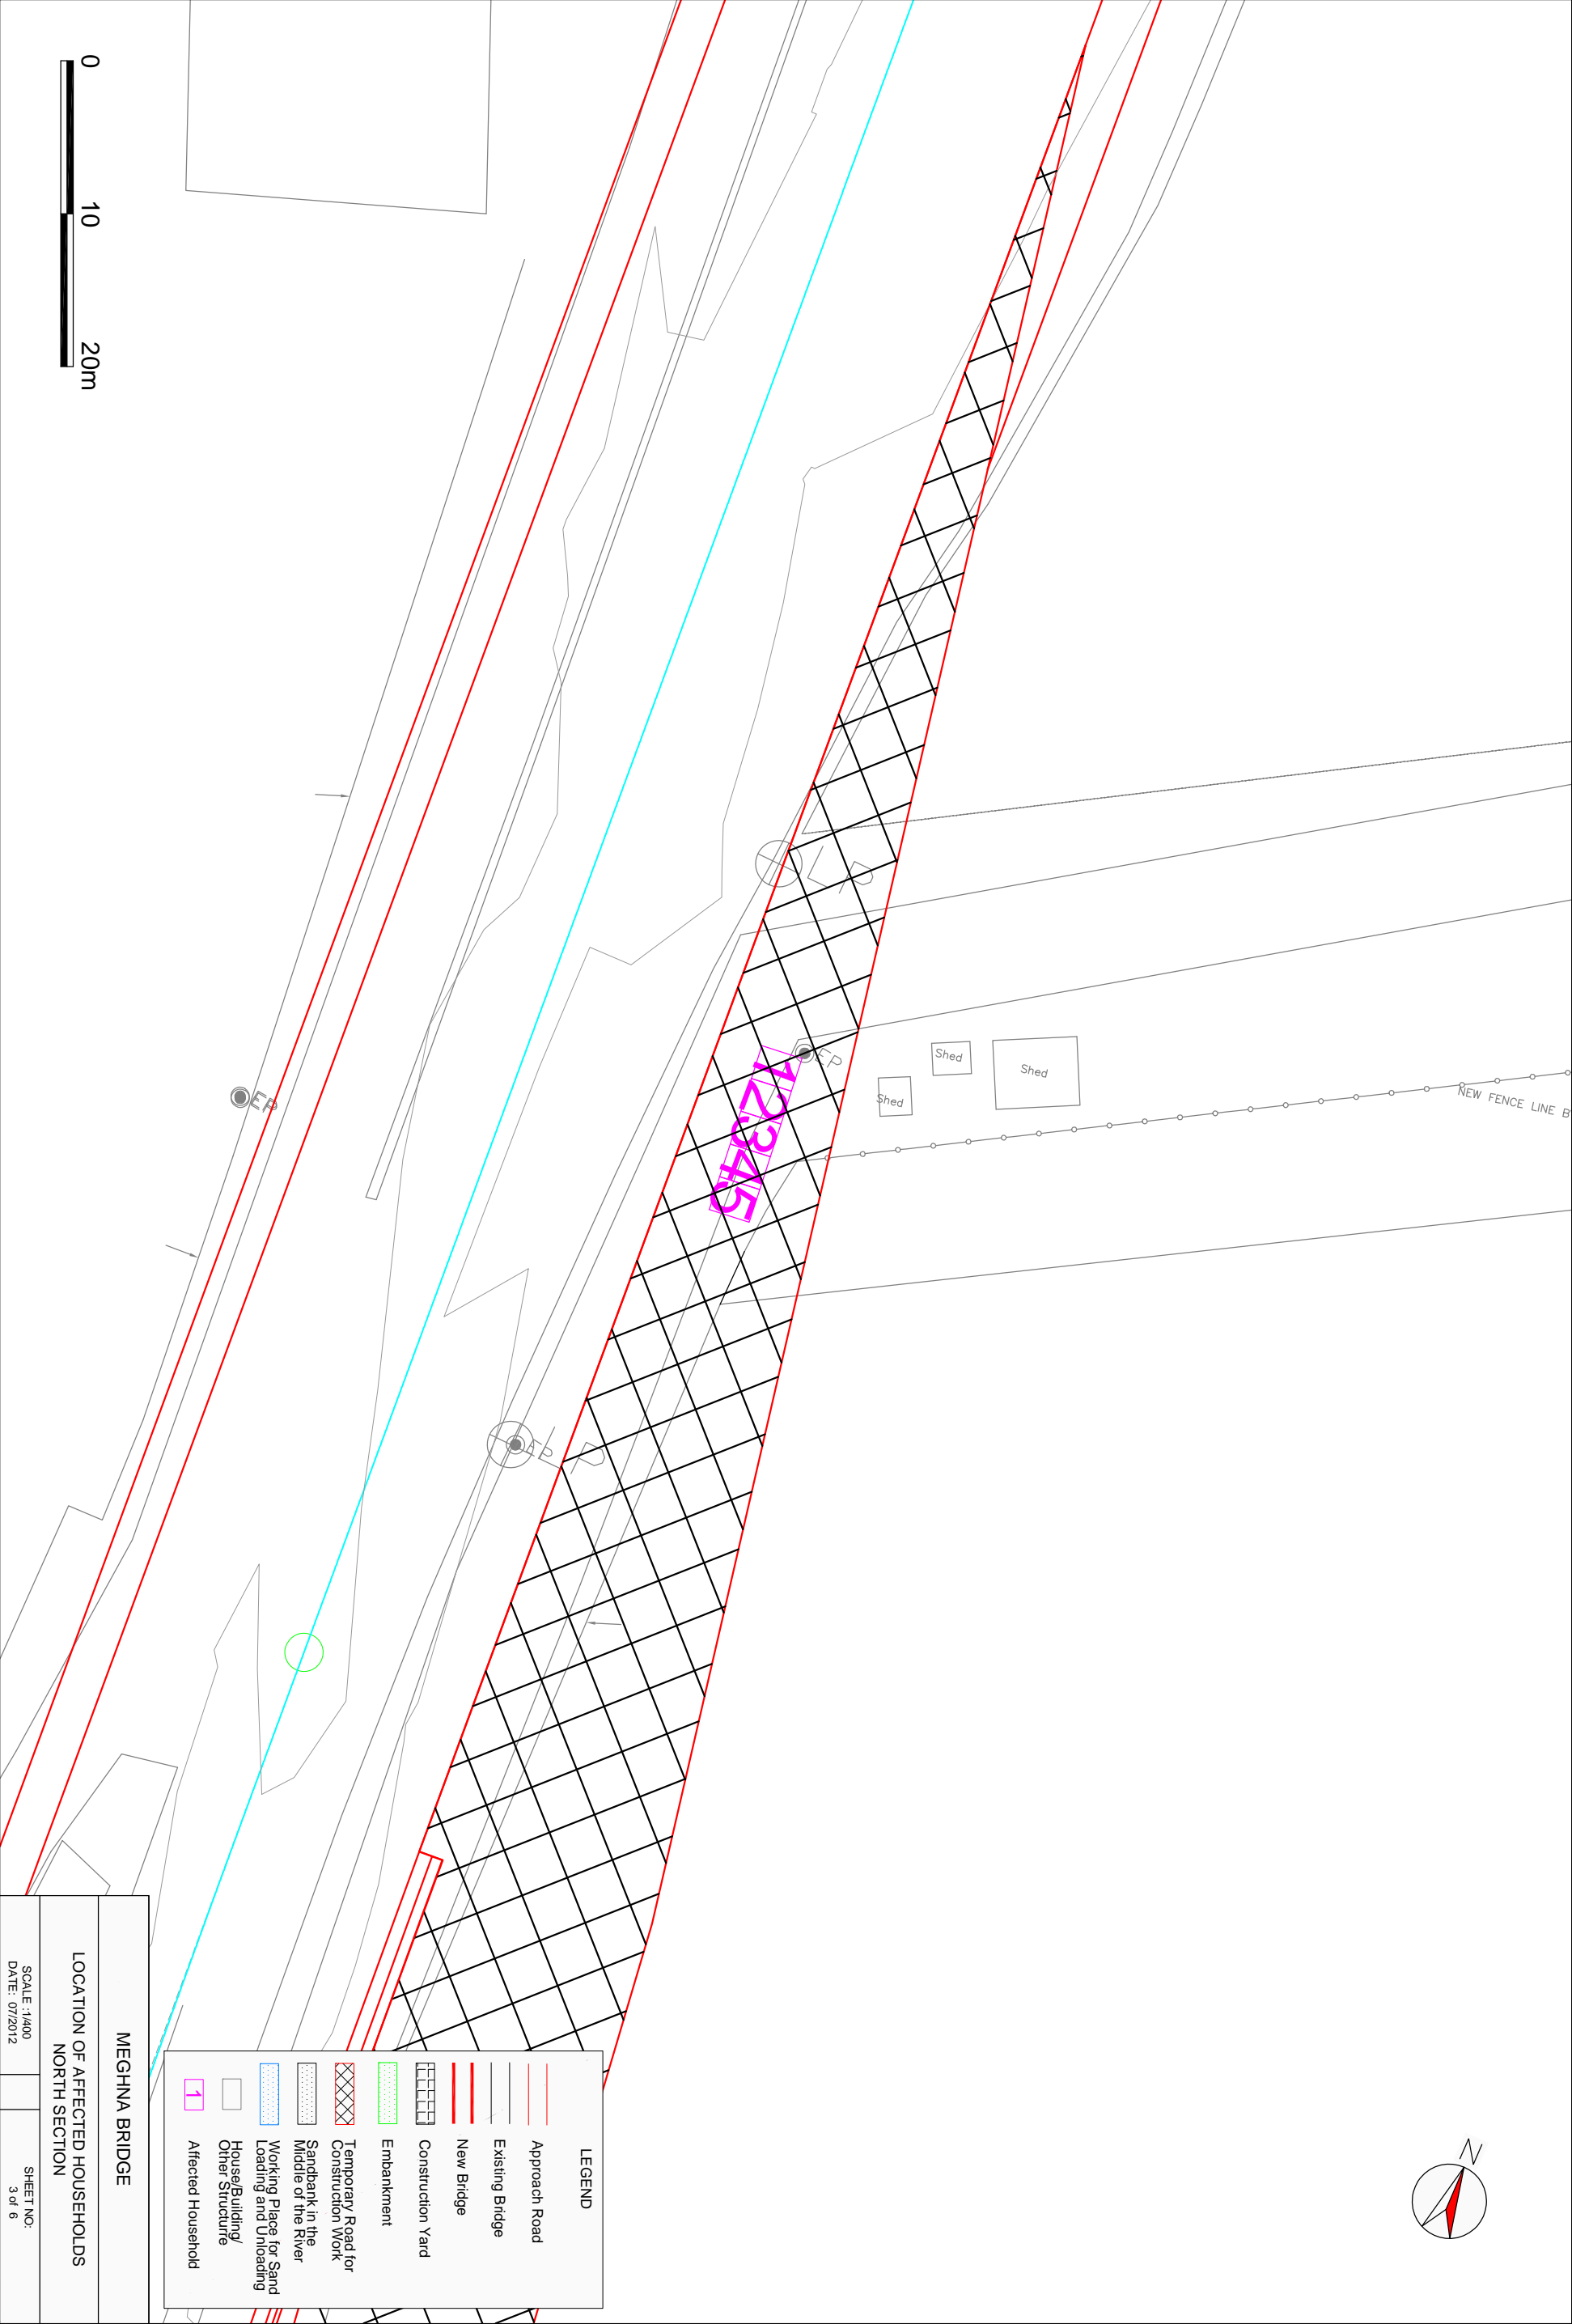 0
10
20m
LP
EP
Shed
Shed
Shed
NEW FENCE LINE B
1
2
3
4
5
EP
EP
LP
LEGEND
Approach Road
Existing Bridge
New Bridge
Construction Yard
Embankment
Temporary Road for
Construction Work
Sandbank in the
Middle of the River
Working Place for Sand
Loading and Unloading
House/Building/
Other Structurre
1
Affected Household
MEGHNA BRIDGE
LOCATION OF AFFECTED HOUSEHOLDS
NORTH SECTION
SCALE :1/400
DATE: 07/2012
SHEET NO:
3 of 6
N